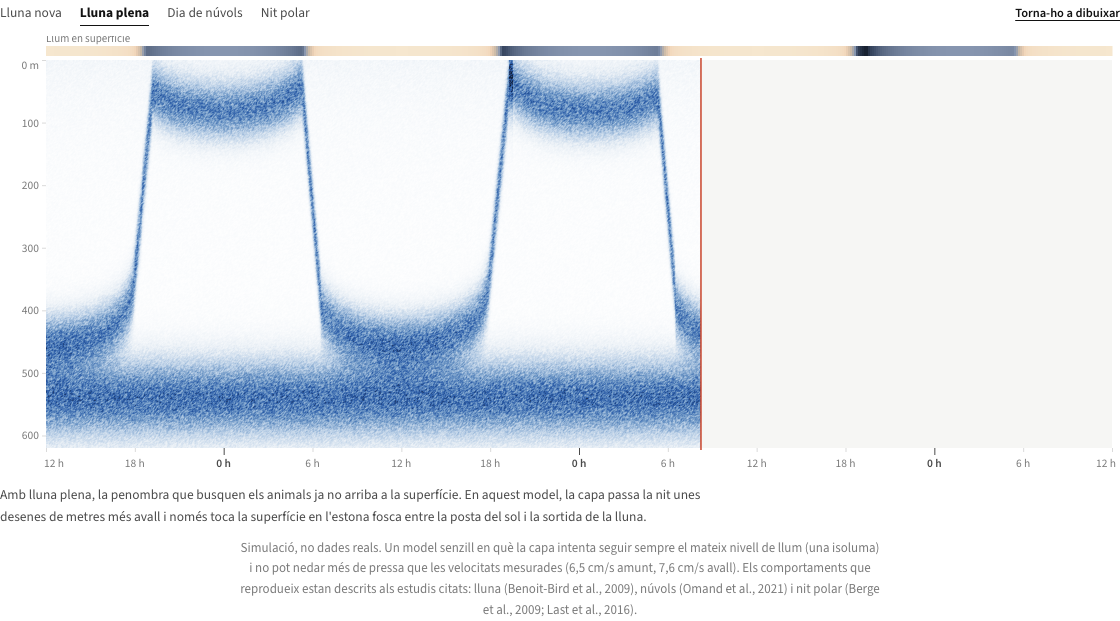 Lluna nova Lluna plena Dia de núvols Nit polar Torna-ho a dibuixar
Llum en superfície
0 m
100
200
300
400
500
600
12 h 18 h 0 h 6 h 12 h 18 h 0 h 6 h 12 h 18 h 0 h 6 h 12 h
Amb lluna plena, la penombra que busquen els animals ja no arriba a la superfície. En aquest model, la capa passa la nit unes
desenes de metres més avall i només toca la superfície en l'estona fosca entre la posta del sol i la sortida de la lluna.
Simulació, no dades reals. Un model senzill en què la capa intenta seguir sempre el mateix nivell de llum (una isoluma)
i no pot nedar més de pressa que les velocitats mesurades (6,5 cm/s amunt, 7,6 cm/s avall). Els comportaments que
reprodueix estan descrits als estudis citats: lluna (Benoit-Bird et al., 2009), núvols (Omand et al., 2021) i nit polar (Berge
et al., 2009; Last et al., 2016).